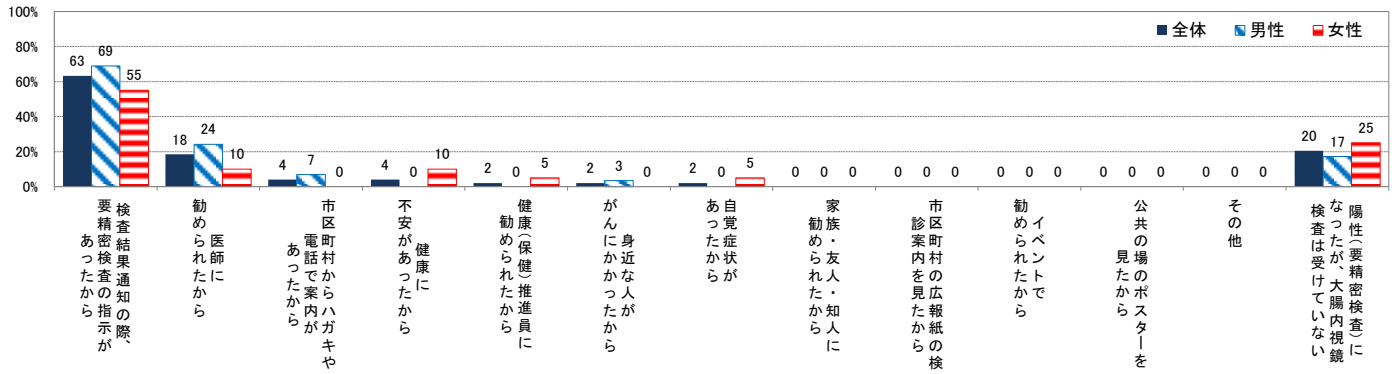 100%
80%
60%
40%
20%
0%
全体 男性 女性
63 69 55
18 24 10
4 7 0
4 0 10
2 0 5
2 3 0
2 0 5
0 0 0
0 0 0
0 0 0
0 0 0
0 0 0
20 17 25
検査結果通知の際、
要精密検査の指示が
あったから
医師に
勧められたから
市区町村からハガキや
電話で案内が
あったから
健康に
不安があったから
健康(保健)推進員に
勧められたから
身近な人が
がんにかかったから
自覚症状が
あったから
家族・友人・知人に
勧められたから
市区町村の広報紙の検
診案内を見たから
イベントで
勧められたから
公共の場のポスターを
見たから
その他
陽性(要精密検査)に
なったが、大腸内視鏡
検査は受けていない